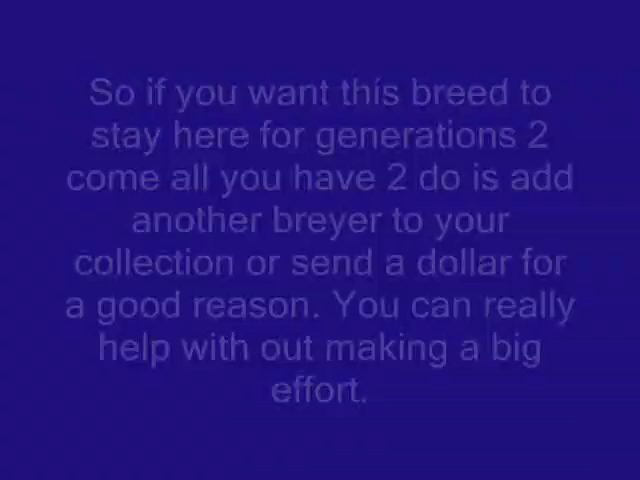 So if you want this breed to
stay here for generations 2
come all you have 2 do is add
another breyer to your
collection or send a dollar for
a good reason. You can really
help with out making a big
effort.